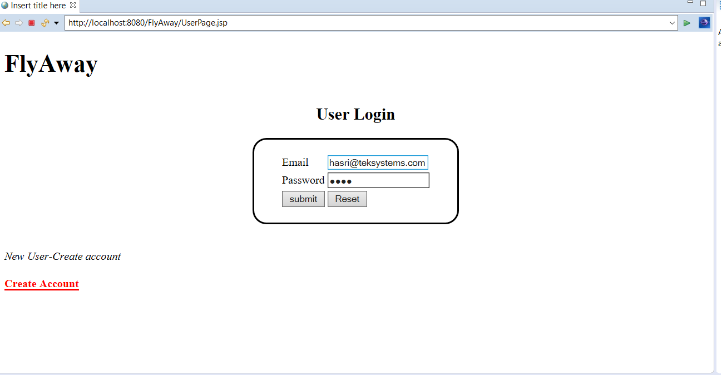 Insert title here
http://localhost:8080/FlyAway/UserPage.jsp
FlyAway
User Login
Email hasri@teksystems.com
Password ●●●●
submit Reset
New User-Create account
Create Account